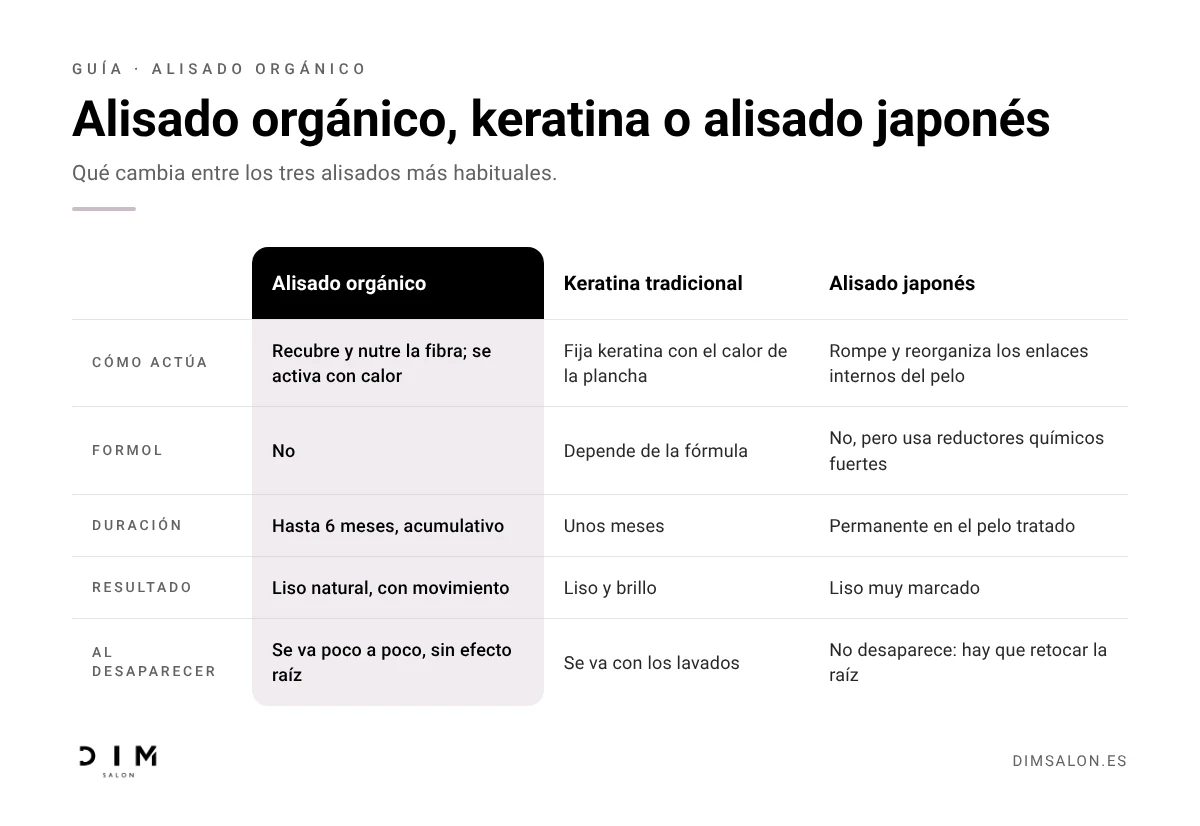 GUÍA · ALISADO ORGÁNICO
Alisado orgánico, keratina o alisado japonés
Qué cambia entre los tres alisados más habituales.
Alisado orgánico
Keratina tradicional
Alisado japonés
CÓMO ACTÚA
Recubre y nutre la fibra; se
activa con calor
Fija keratina con el calor de
la plancha
Rompe y reorganiza los enlaces
internos del pelo
FORMOL
No
Depende de la fórmula
No, pero usa reductores químicos
fuertes
DURACIÓN
Hasta 6 meses, acumulativo
Unos meses
Permanente en el pelo tratado
RESULTADO
Liso natural, con movimiento
Liso y brillo
Liso muy marcado
AL
DESAPARECER
Se va poco a poco, sin efecto
raíz
Se va con los lavados
No desaparece: hay que retocar la
raíz
DIM
SALON
DIMSALON.ES